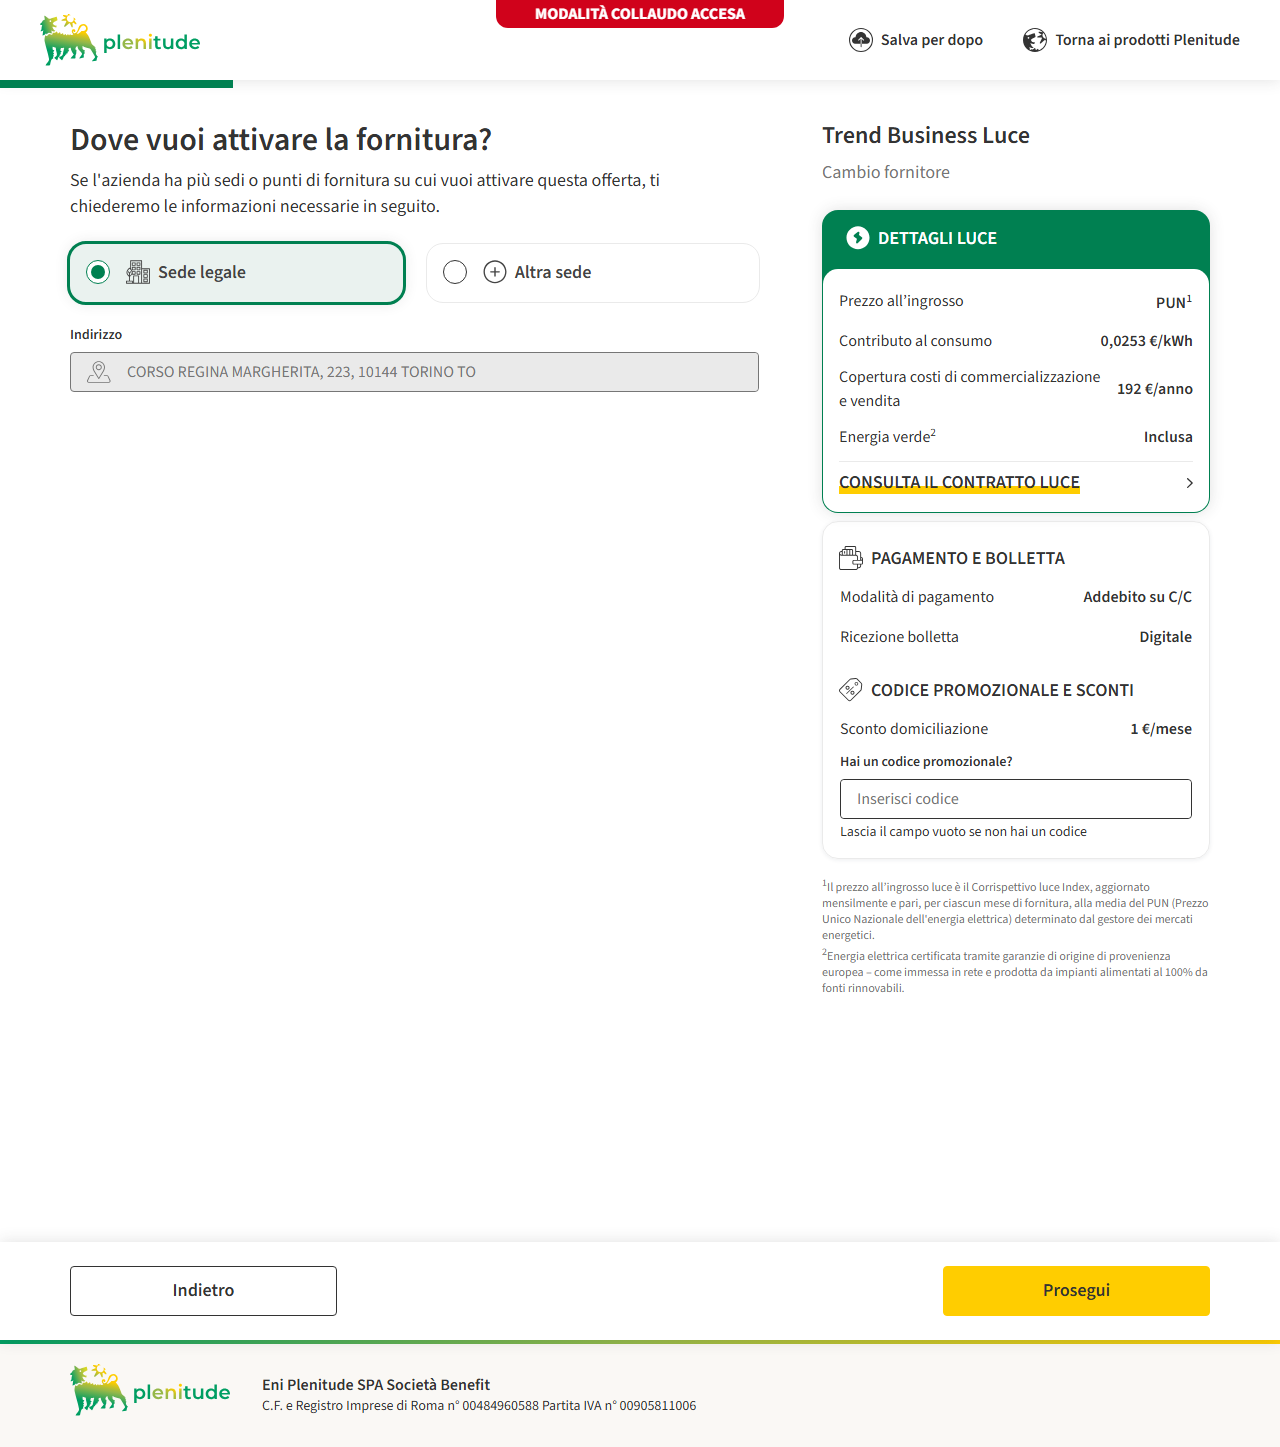 MODALITÀ COLLAUDO ACCESA
plenitude
Salva per dopo
Torna ai prodotti Plenitude
Dove vuoi attivare la fornitura?
Se l'azienda ha più sedi o punti di fornitura su cui vuoi attivare questa offerta, ti
chiederemo le informazioni necessarie in seguito.
Sede legale
Altra sede
Indirizzo
CORSO REGINA MARGHERITA, 223, 10144 TORINO TO
Trend Business Luce
Cambio fornitore
DETTAGLI LUCE
Prezzo all’ingrosso PUN¹
Contributo al consumo 0,0253 €/kWh
Copertura costi di commercializzazione
e vendita 192 €/anno
Energia verde² Inclusa
CONSULTA IL CONTRATTO LUCE
PAGAMENTO E BOLLETTA
Modalità di pagamento Addebito su C/C
Ricezione bolletta Digitale
CODICE PROMOZIONALE E SCONTI
Sconto domiciliazione 1 €/mese
Hai un codice promozionale?
Inserisci codice
Lascia il campo vuoto se non hai un codice
¹Il prezzo all’ingrosso luce è il Corrispettivo luce Index, aggiornato
mensilmente e pari, per ciascun mese di fornitura, alla media del PUN (Prezzo
Unico Nazionale dell'energia elettrica) determinato dal gestore dei mercati
energetici.
²Energia elettrica certificata tramite garanzie di origine di provenienza
europea – come immessa in rete e prodotta da impianti alimentati al 100% da
fonti rinnovabili.
Indietro
Prosegui
plenitude
Eni Plenitude SPA Società Benefit
C.F. e Registro Imprese di Roma n° 00484960588 Partita IVA n° 00905811006